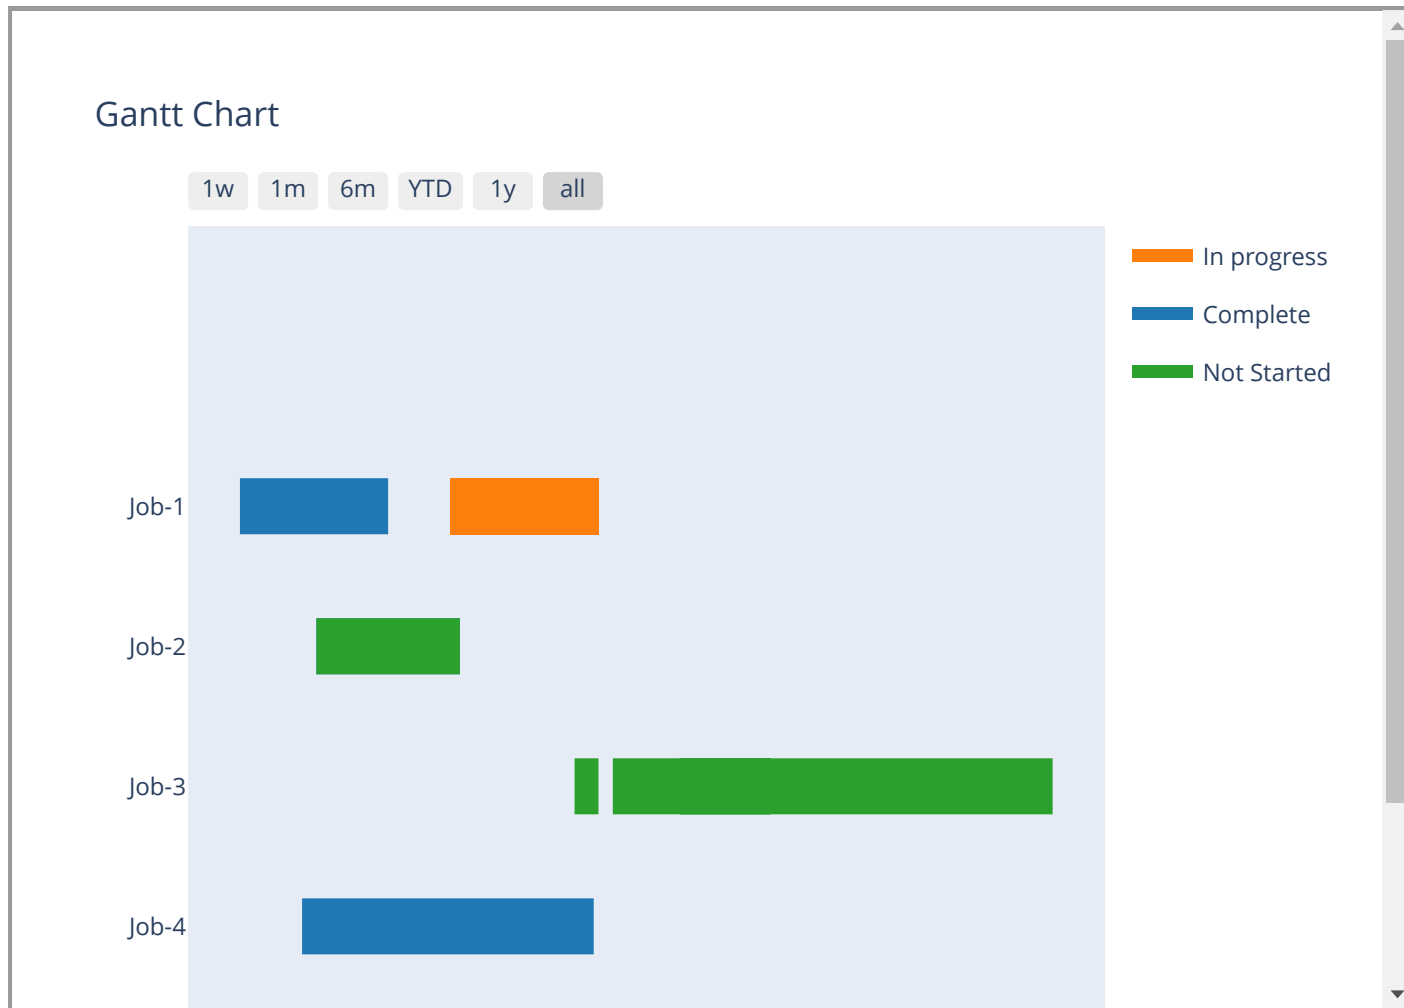 Gantt Chart
1w 1m 6m YTD 1y all
In progress
Complete
Not Started
Job-1
Job-2
Job-3
Job-4